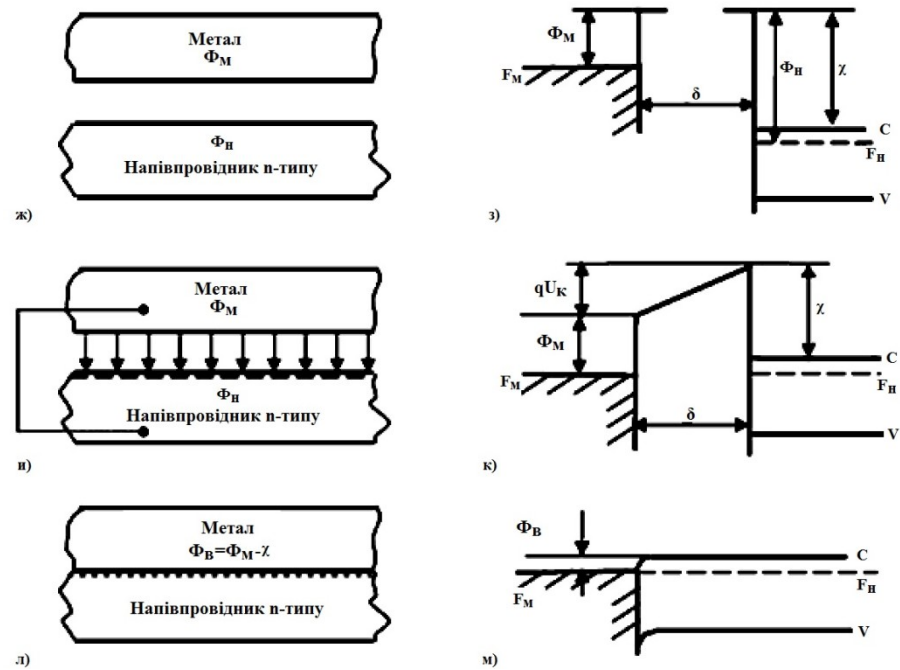 Метал
Φм
Φн
Напівпровідник n-типу
ж)
Φм
Fм
δ
Φн
χ
C
Fн
V
з)
Метал
Φм
Φн
Напівпровідник n-типу
и)
qUк
Φм
Fм
δ
χ
C
Fн
V
к)
Метал
Φв=Φм-χ
Напівпровідник n-типу
л)
Φв
Fм
C
Fн
V
м)